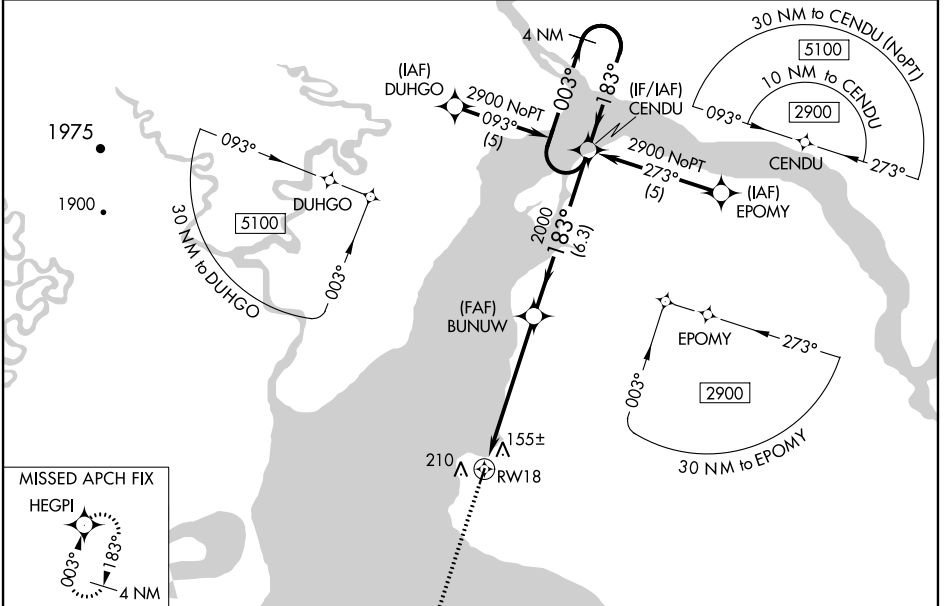 4 NM
003°
183°
(IAF)
DUHGO
2900 NoPT
093°
(5)
(IF/IAF)
CENDU
30 NM to CENDU (NoPT)
5100
10 NM to CENDU
2900
093°
273°
CENDU
2900 NoPT
273°
(5)
(IAF)
EPOMY
1975
1900
093°
DUHGO
5100
003°
30 NM to DUHGO
2000
183°
(6.3)
(FAF)
BUNUW
EPOMY
273°
003°
2900
30 NM to EPOMY
155±
210
RW18
MISSED APCH FIX
HEGPI
003°
183°
4 NM